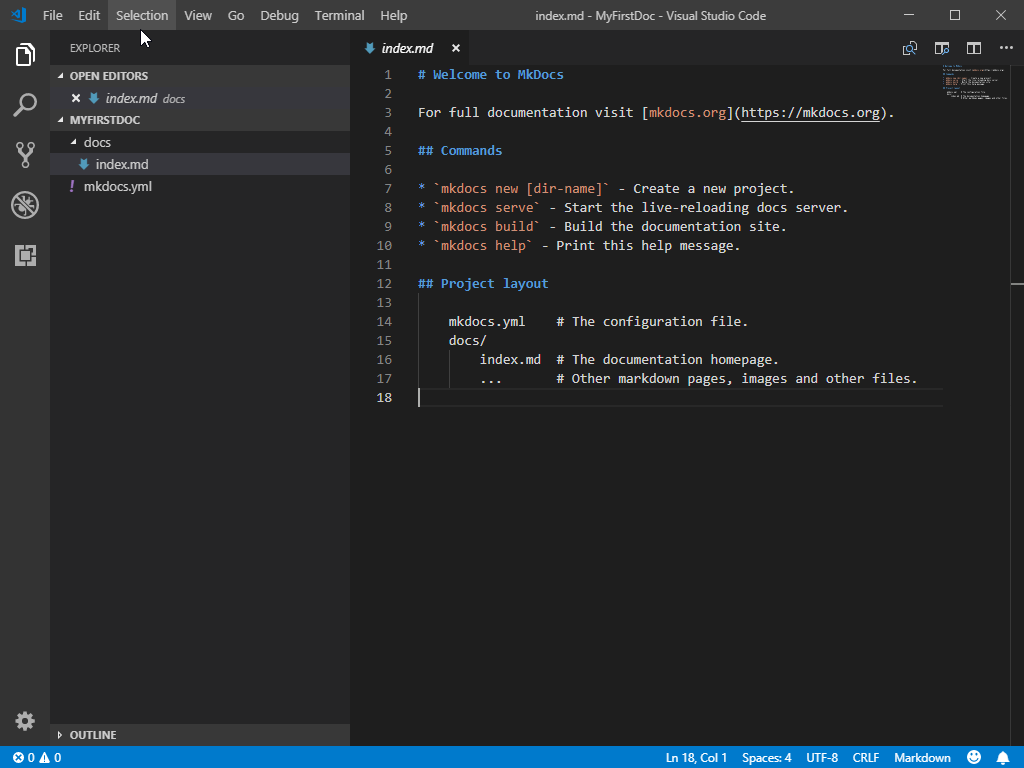 File Edit Selection View Go Debug Terminal Help index.md - MyFirstDoc - Visual Studio Code
EXPLORER
OPEN EDITORS
index.md docs
MYFIRSTDOC
docs
index.md
mkdocs.yml
OUTLINE
index.md
1 # Welcome to MkDocs
2
3 For full documentation visit [mkdocs.org](https://mkdocs.org).
4
5 ## Commands
6
7 * `mkdocs new [dir-name]` - Create a new project.
8 * `mkdocs serve` - Start the live-reloading docs server.
9 * `mkdocs build` - Build the documentation site.
10 * `mkdocs help` - Print this help message.
11
12 ## Project layout
13
14     mkdocs.yml    # The configuration file.
15     docs/
16         index.md  # The documentation homepage.
17         ...       # Other markdown pages, images and other files.
18
0 0 Ln 18, Col 1 Spaces: 4 UTF-8 CRLF Markdown